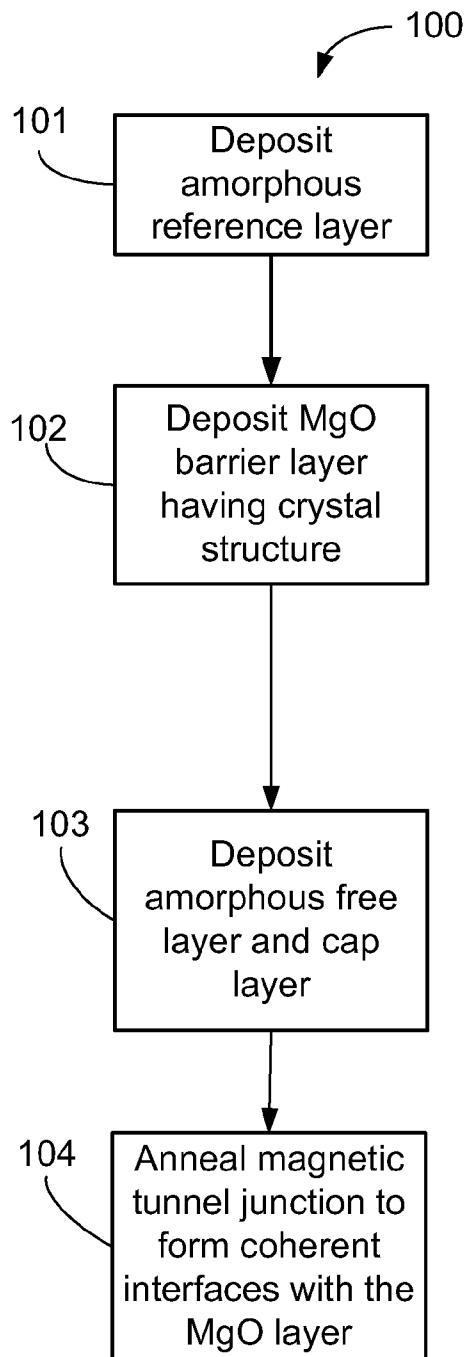 100
101
Deposit
amorphous
reference layer
102
Deposit MgO
barrier layer
having crystal
structure
103
Deposit
amorphous free
layer and cap
layer
104
Anneal magnetic
tunnel junction to
form coherent
interfaces with the
MgO layer